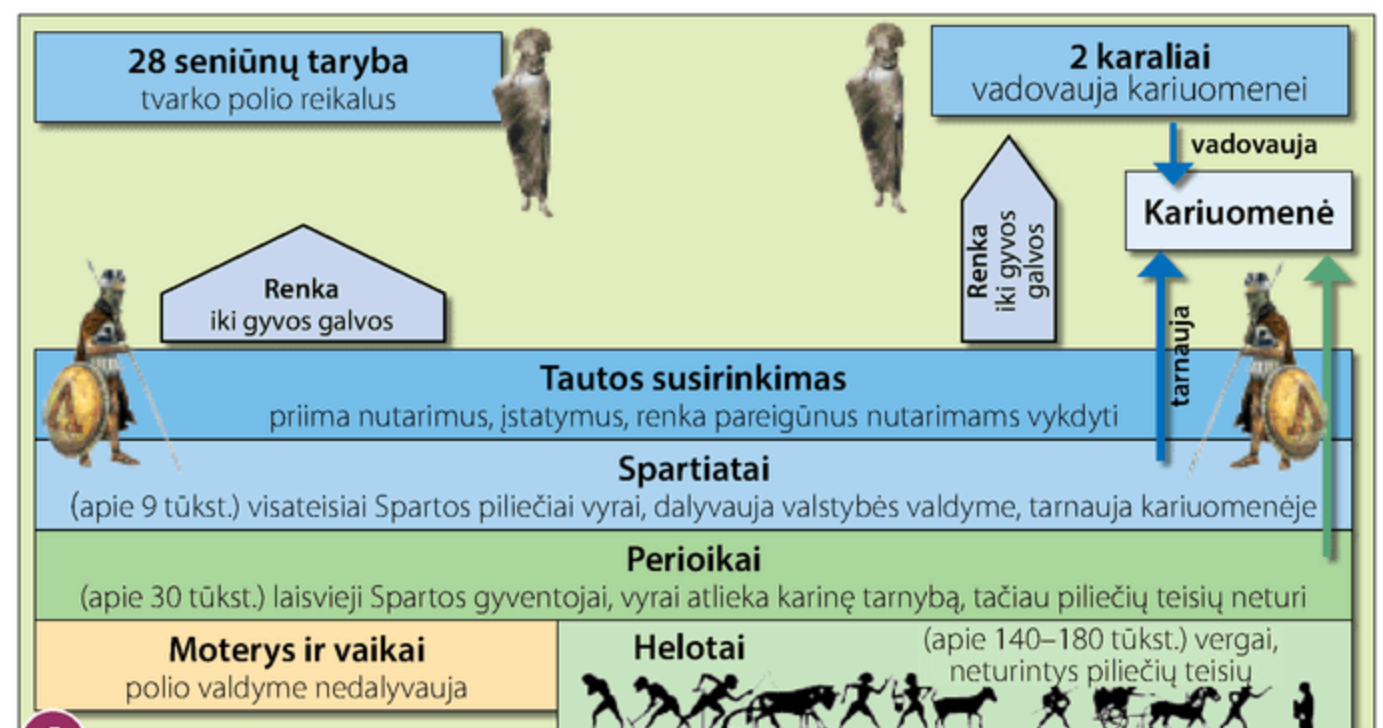 28 seniūnų taryba
tvarko polio reikalus
2 karaliai
vadovauja kariuomenei
vadovauja
Kariuomenė
Renka
iki gyvos galvos
Renka
iki gyvos
galvos
tarnauja
Tautos susirinkimas
priima nutarimus, įstatymus, renka pareigūnus nutarimams vykdyti
Spartiatai
(apie 9 tūkst.) visateisiai Spartos piliečiai vyrai, dalyvauja valstybės valdyme, tarnauja kariuomenėje
Perioikai
(apie 30 tūkst.) laisvieji Spartos gyventojai, vyrai atlieka karinę tarnybą, tačiau piliečių teisių neturi
Moterys ir vaikai
polio valdyme nedalyvauja
Helotai
(apie 140–180 tūkst.) vergai,
neturintys piliečių teisių